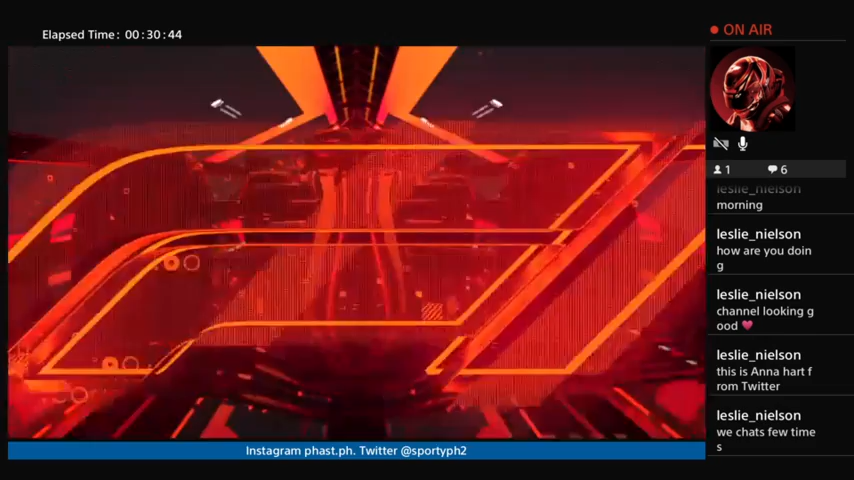 Elapsed Time: 00:30:44
ON AIR
1
6
leslie_nielson
morning
leslie_nielson
how are you doin
g
leslie_nielson
channel looking g
ood ❤
leslie_nielson
this is Anna hart f
rom Twitter
leslie_nielson
we chats few time
s
Instagram phast.ph. Twitter @sportyph2